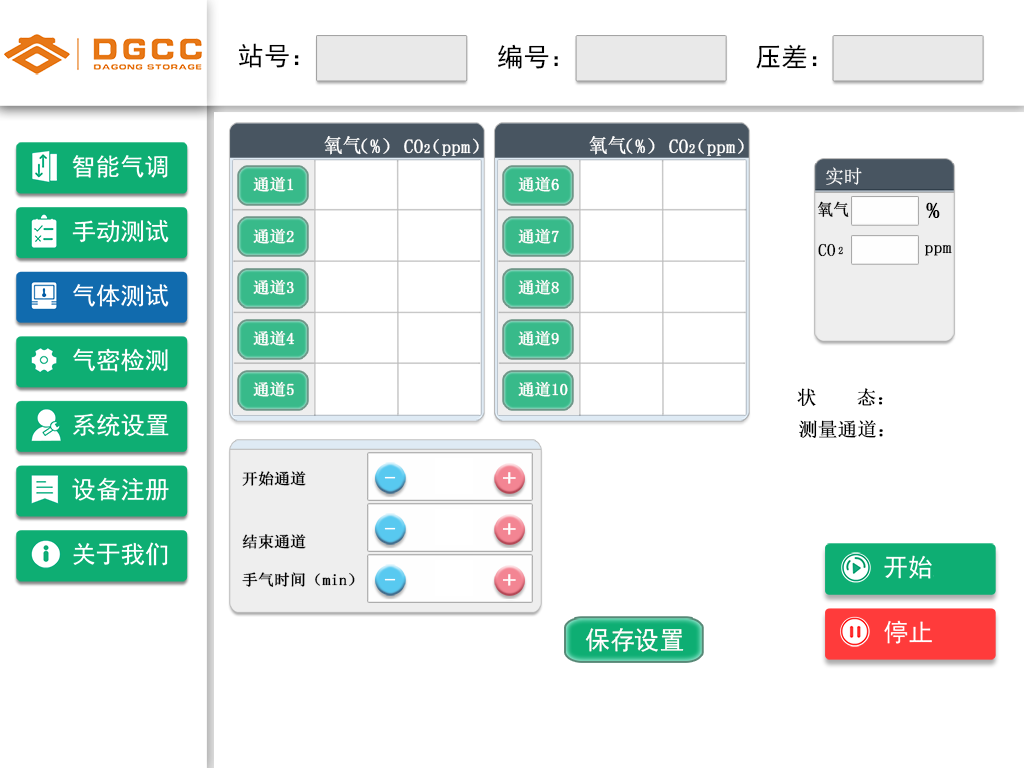 DGCC
DAGONG STORAGE
站号： 编号： 压差：
智能气调
手动测试
气体测试
气密检测
系统设置
设备注册
关于我们
氧气(%) CO₂(ppm)
通道1
通道2
通道3
通道4
通道5
氧气(%) CO₂(ppm)
通道6
通道7
通道8
通道9
通道10
实时
氧气 %
CO₂ ppm
状 态：
测量通道：
开始通道
结束通道
手气时间（min）
保存设置
开始
停止